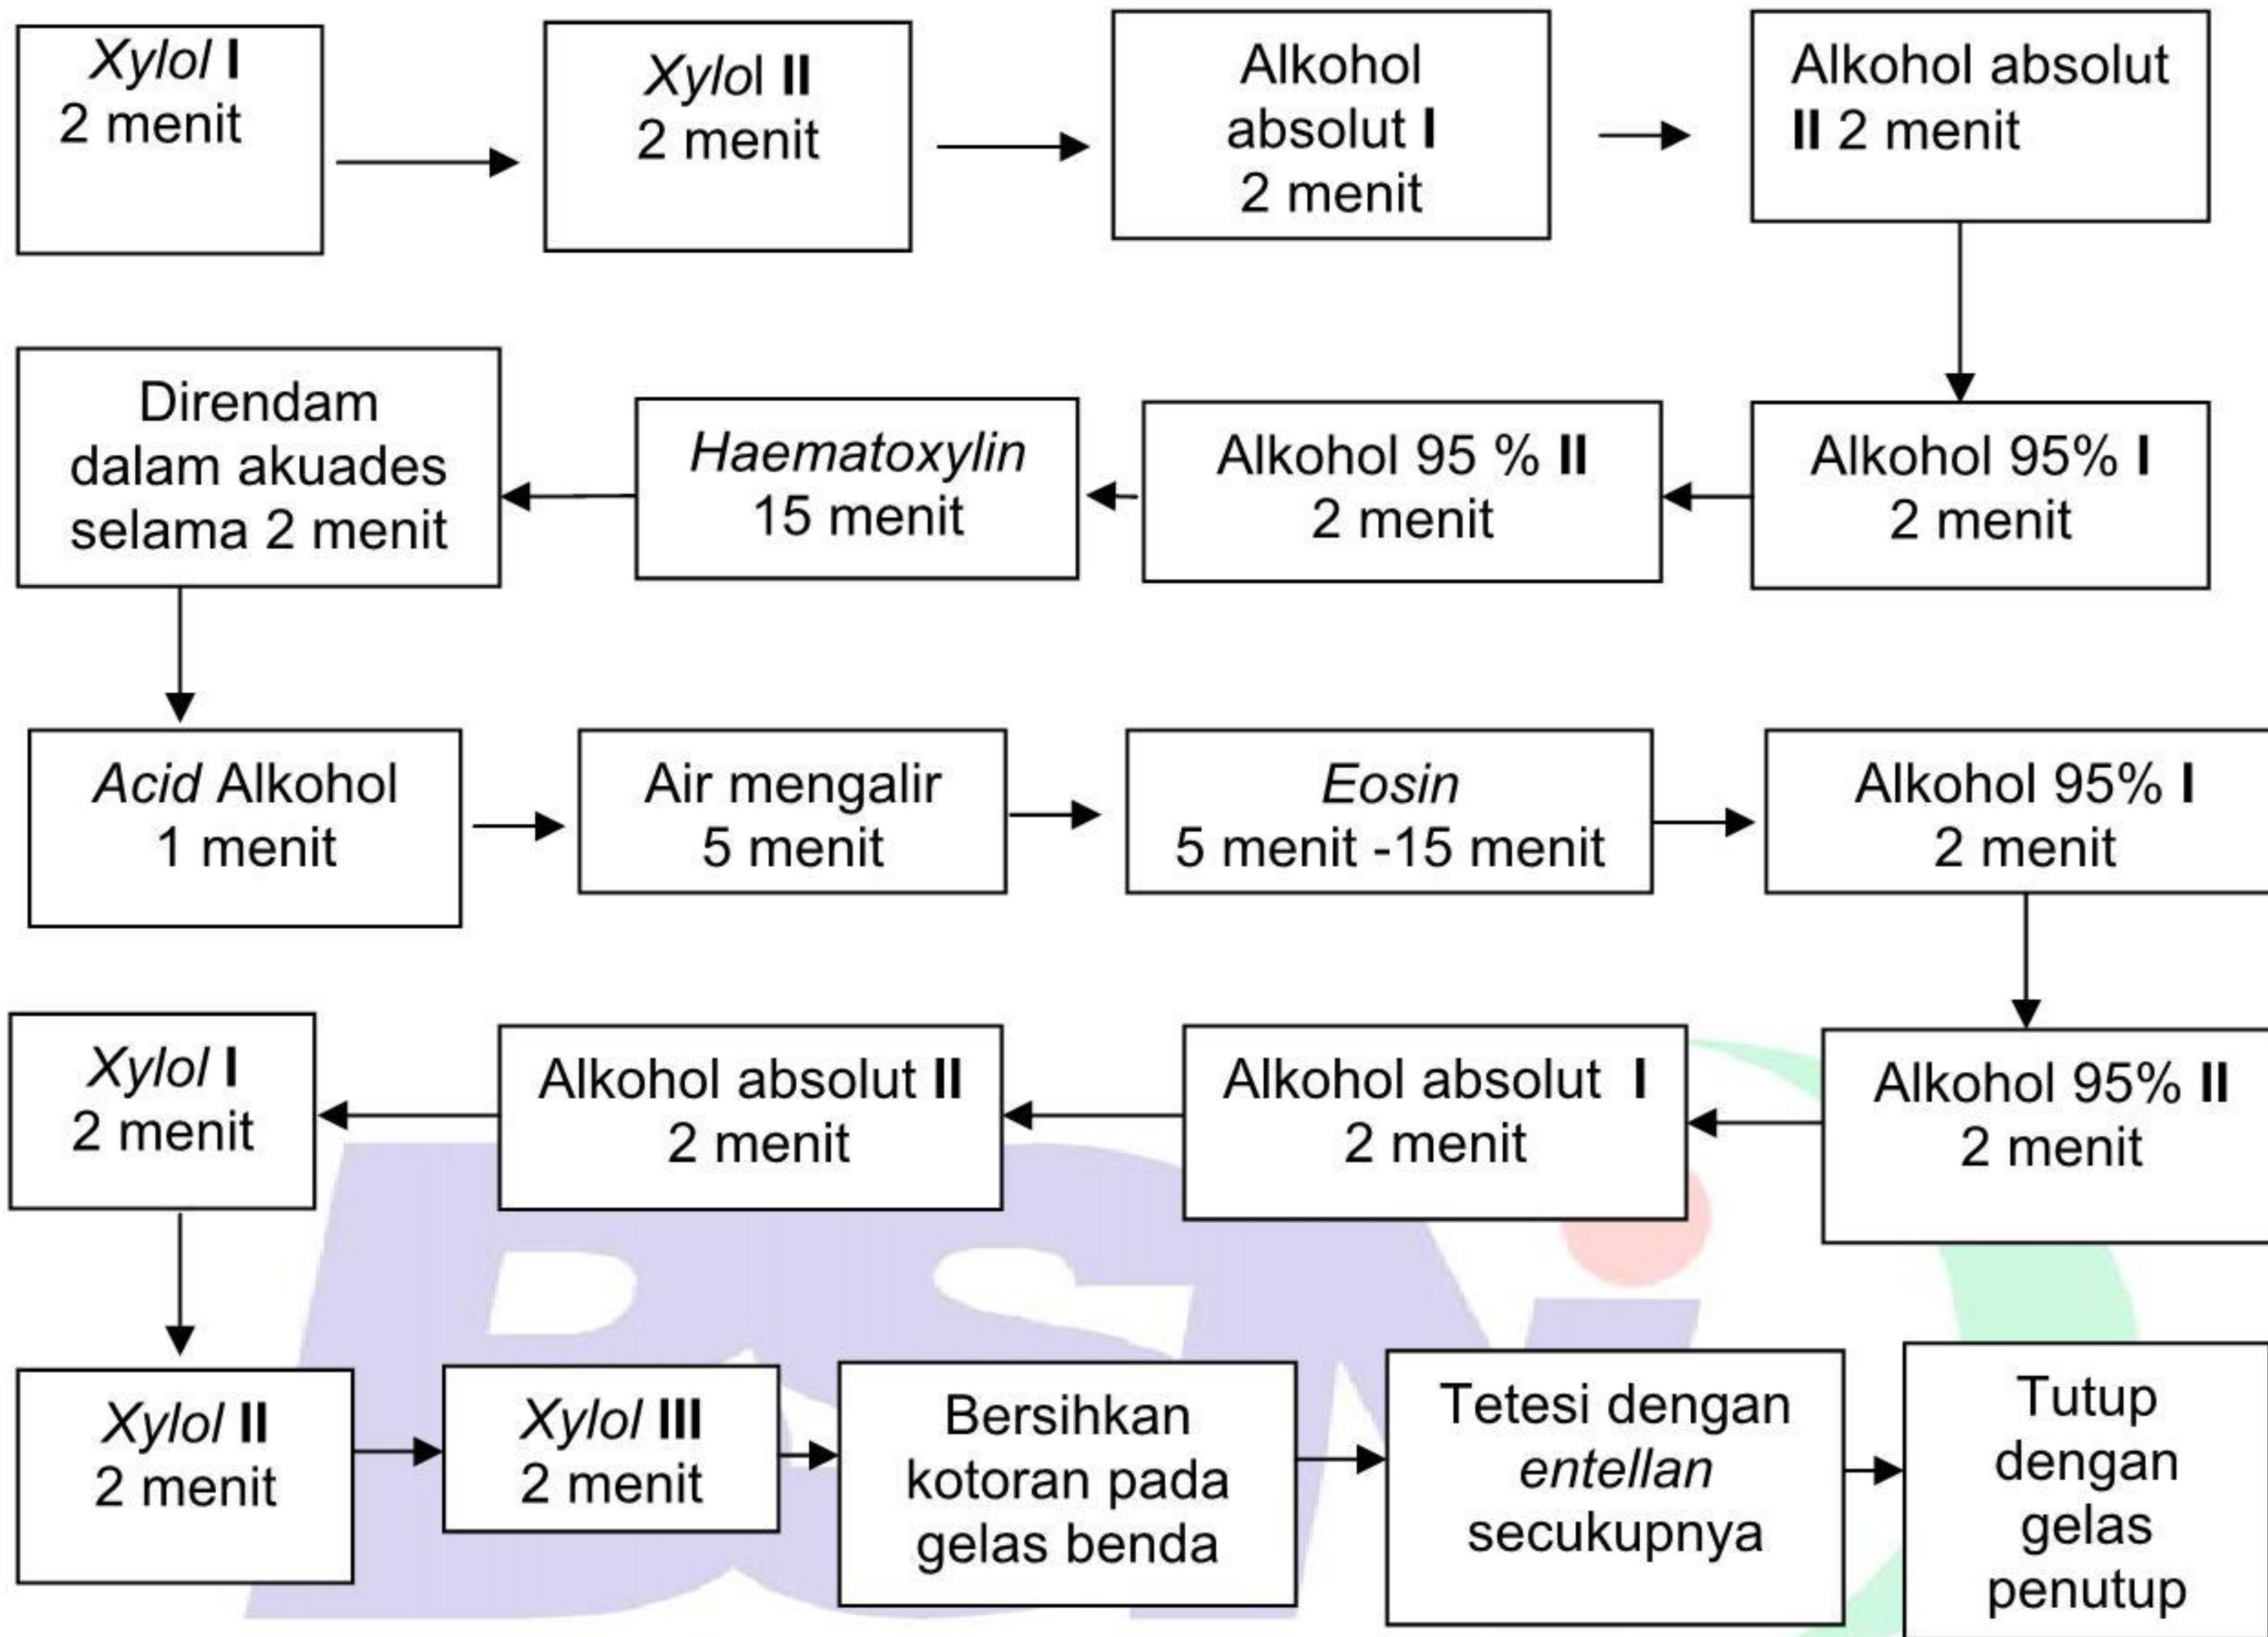 Xylol I
2 menit
Xylol II
2 menit
Alkohol
absolut I
2 menit
Alkohol absolut
II 2 menit
Alkohol 95% I
2 menit
Alkohol 95 % II
2 menit
Haematoxylin
15 menit
Direndam
dalam akuades
selama 2 menit
Acid Alkohol
1 menit
Air mengalir
5 menit
Eosin
5 menit -15 menit
Alkohol 95% I
2 menit
Alkohol 95% II
2 menit
Alkohol absolut I
2 menit
Alkohol absolut II
2 menit
Xylol I
2 menit
Xylol II
2 menit
Xylol III
2 menit
Bersihkan
kotoran pada
gelas benda
Tetesi dengan
entellan
secukupnya
Tutup
dengan
gelas
penutup